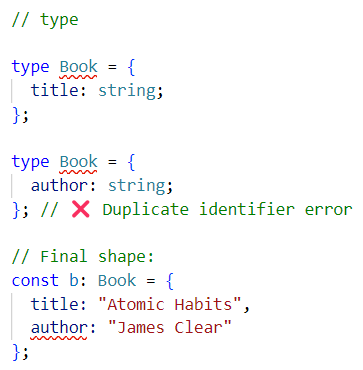 // type
type Book = {
  title: string;
};
type Book = {
  author: string;
}; // ❌ Duplicate identifier error
// Final shape:
const b: Book = {
  title: "Atomic Habits",
  author: "James Clear"
};